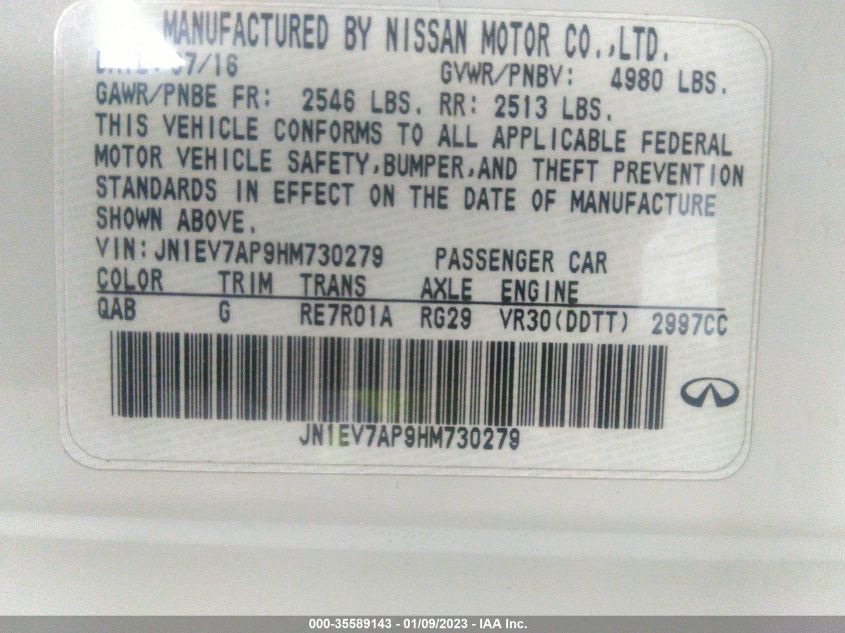 MANUFACTURED BY NISSAN MOTOR CO.,LTD.
DATE: 07/16 GVWR/PNBV: 4980 LBS.
GAWR/PNBE FR: 2546 LBS. RR: 2513 LBS.
THIS VEHICLE CONFORMS TO ALL APPLICABLE FEDERAL
MOTOR VEHICLE SAFETY,BUMPER,AND THEFT PREVENTION
STANDARDS IN EFFECT ON THE DATE OF MANUFACTURE
SHOWN ABOVE.
VIN:JN1EV7AP9HM730279 PASSENGER CAR
COLOR TRIM TRANS AXLE ENGINE
QAB G RE7R01A RG29 VR30(DDTT) 2997CC
JN1EV7AP9HM730279
000-35589143 - 01/09/2023 - IAA Inc.